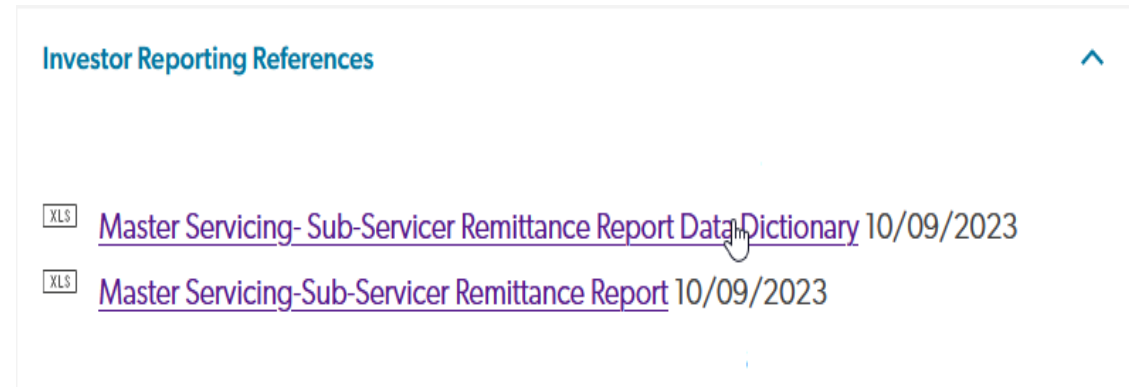 Investor Reporting References
XLS Master Servicing- Sub-Servicer Remittance Report Data Dictionary 10/09/2023
XLS Master Servicing-Sub-Servicer Remittance Report 10/09/2023